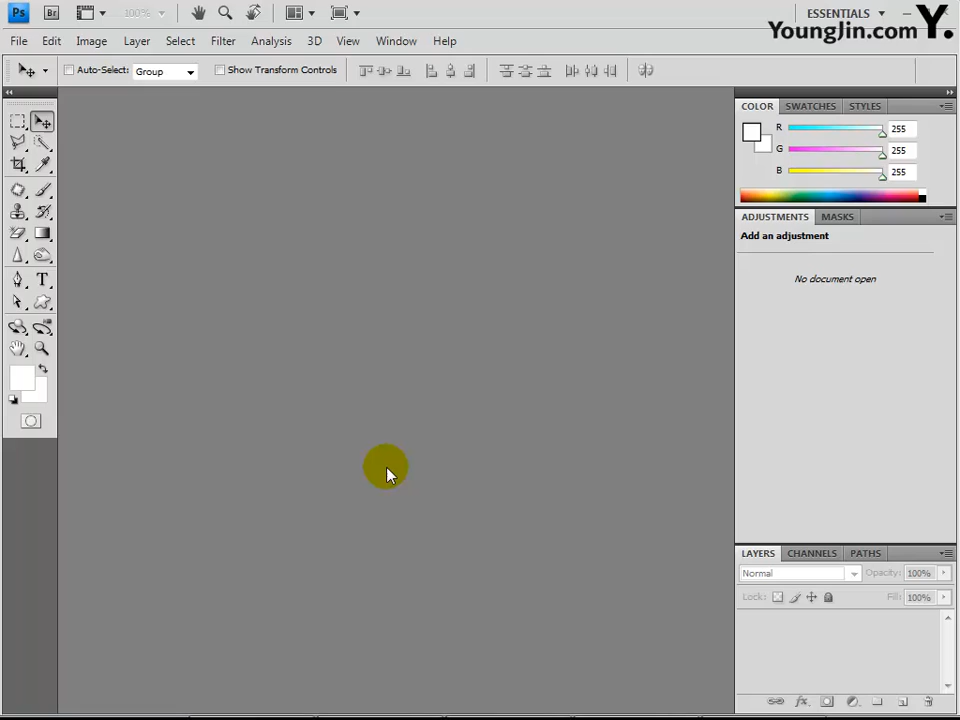 Ps Br 100% ESSENTIALS
YoungJin.com Y.
File Edit Image Layer Select Filter Analysis 3D View Window Help
Auto-Select: Group Show Transform Controls
COLOR SWATCHES STYLES
R 255
G 255
B 255
ADJUSTMENTS MASKS
Add an adjustment
No document open
T
LAYERS CHANNELS PATHS
Normal Opacity: 100%
Lock: Fill: 100%
fx